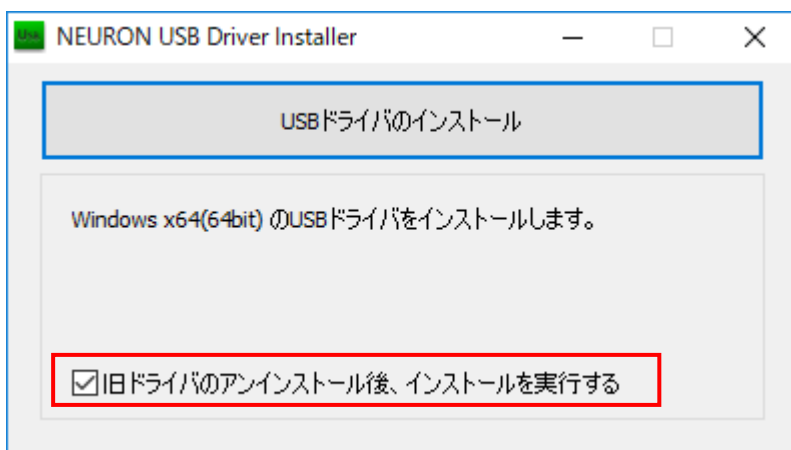 NEURON USB Driver Installer
USBドライバのインストール
Windows x64(64bit) のUSBドライバをインストールします。
旧ドライバのアンインストール後、インストールを実行する